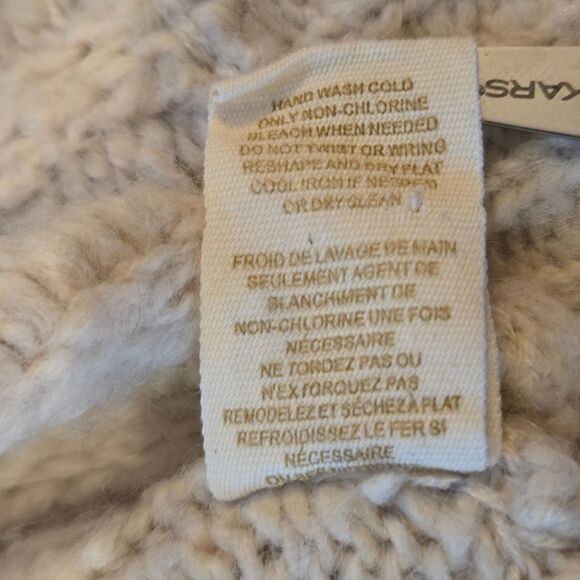 HAND WASH COLD
ONLY NON-CHLORINE
BLEACH WHEN NEEDED
DO NOT TWIST OR WRING
RESHAPE AND DRY FLAT
COOL IRON IF NEEDED
OR DRY CLEAN
FROID DE LAVAGE DE MAIN
SEULEMENT AGENT DE
BLANCHIMENT DE
NON-CHLORINE UNE FOIS
NÉCESSAIRE
NE TORDEZ PAS OU
N'EXTORQUEZ PAS
REMODELEZ ET SÉCHEZ À PLAT
REFROIDISSEZ LE FER SI
NÉCESSAIRE
KARS